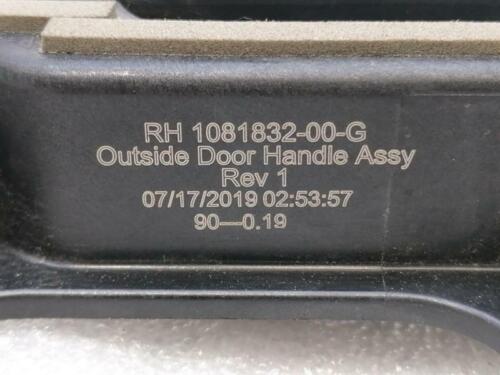 RH 1081832-00-G
Outside Door Handle Assy
Rev 1
07/17/2019 02:53:57
90—0.19